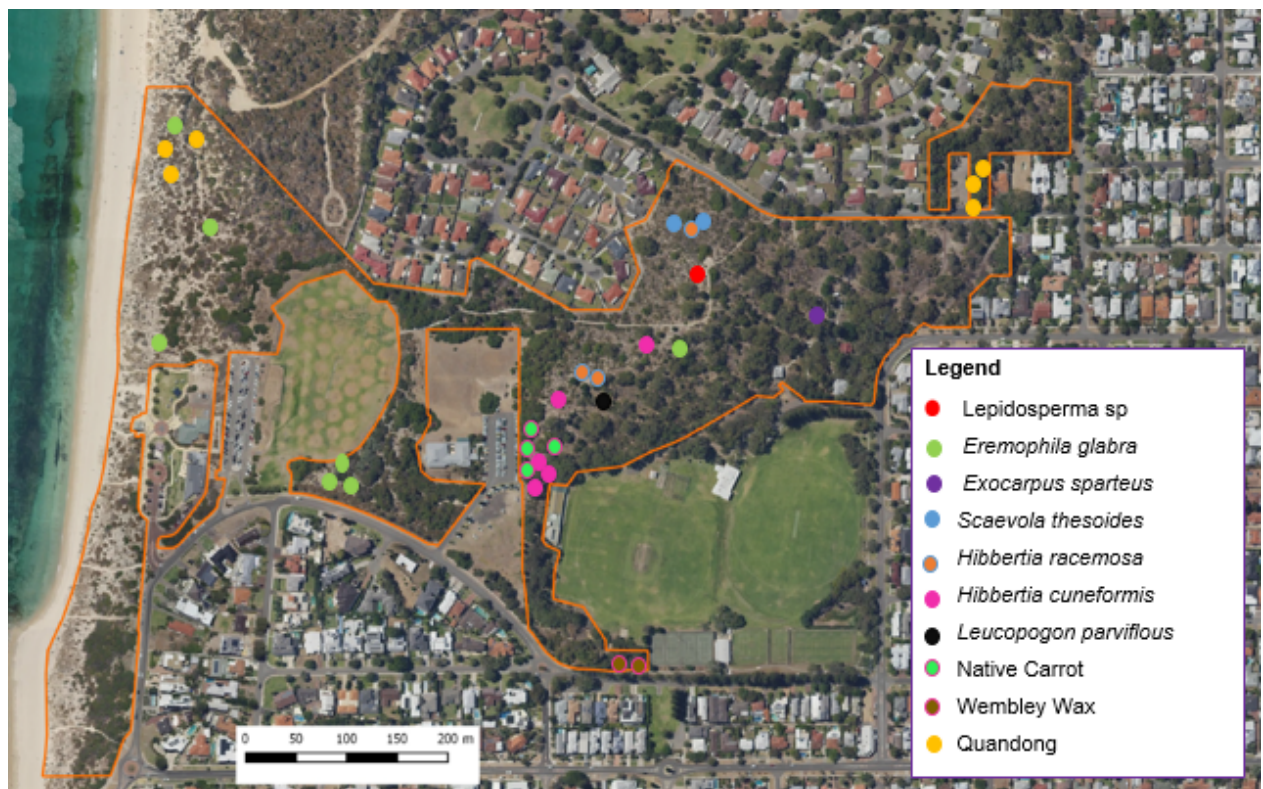 Legend
Lepidosperma sp
Eremophila glabra
Exocarpus sparteus
Scaevola thesoides
Hibbertia racemosa
Hibbertia cuneformis
Leucopogon parviflous
Native Carrot
Wembley Wax
Quandong
0 50 100 150 200 m